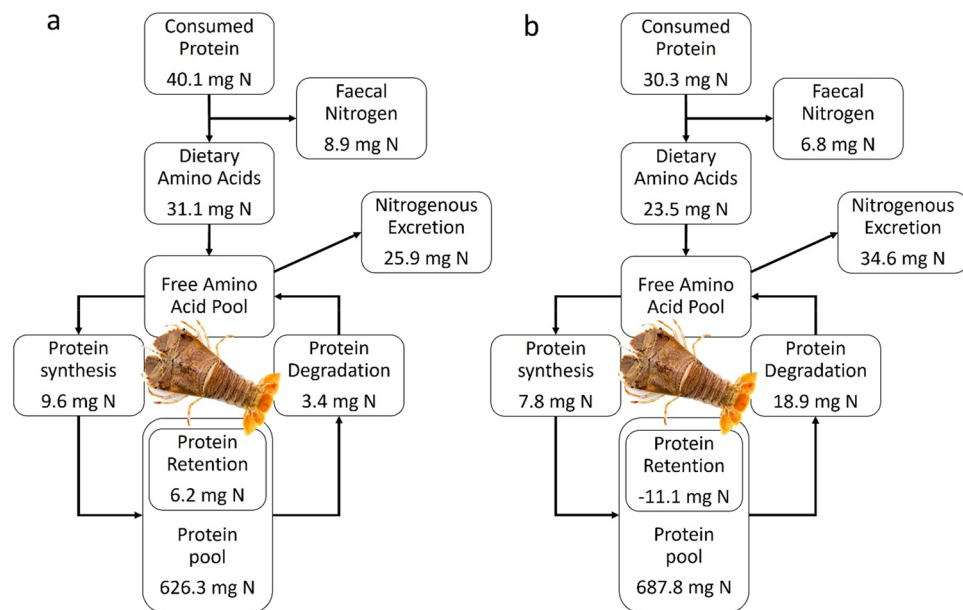 a
Consumed
Protein
40.1 mg N
Faecal
Nitrogen
8.9 mg N
Dietary
Amino Acids
31.1 mg N
Nitrogenous
Excretion
25.9 mg N
Free Amino
Acid Pool
Protein
synthesis
9.6 mg N
Protein
Degradation
3.4 mg N
Protein
Retention
6.2 mg N
Protein
pool
626.3 mg N
b
Consumed
Protein
30.3 mg N
Faecal
Nitrogen
6.8 mg N
Dietary
Amino Acids
23.5 mg N
Nitrogenous
Excretion
34.6 mg N
Free Amino
Acid Pool
Protein
synthesis
7.8 mg N
Protein
Degradation
18.9 mg N
Protein
Retention
-11.1 mg N
Protein
pool
687.8 mg N